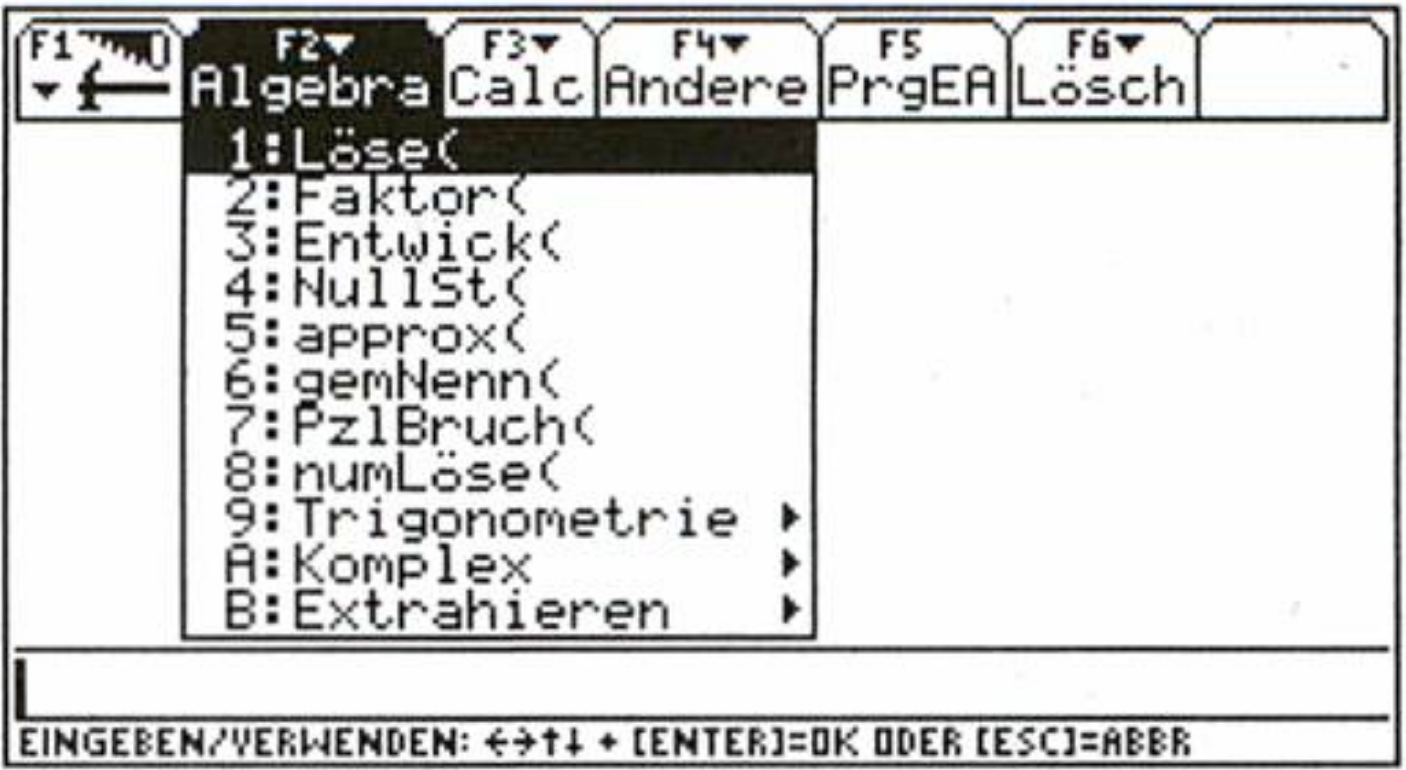 F1 F2 F3 F4 F5 F6
Algebra Calc Andere PrgEA Lösch
1:Löse(
2:Faktor(
3:Entwick(
4:NullSt(
5:approx(
6:gemNenn(
7:PzlBruch(
8:numLöse(
9:Trigonometrie
A:Komplex
B:Extrahieren
EINGEBEN/VERWENDEN: ←→↑↓ + [ENTER]=OK ODER [ESC]=ABBR